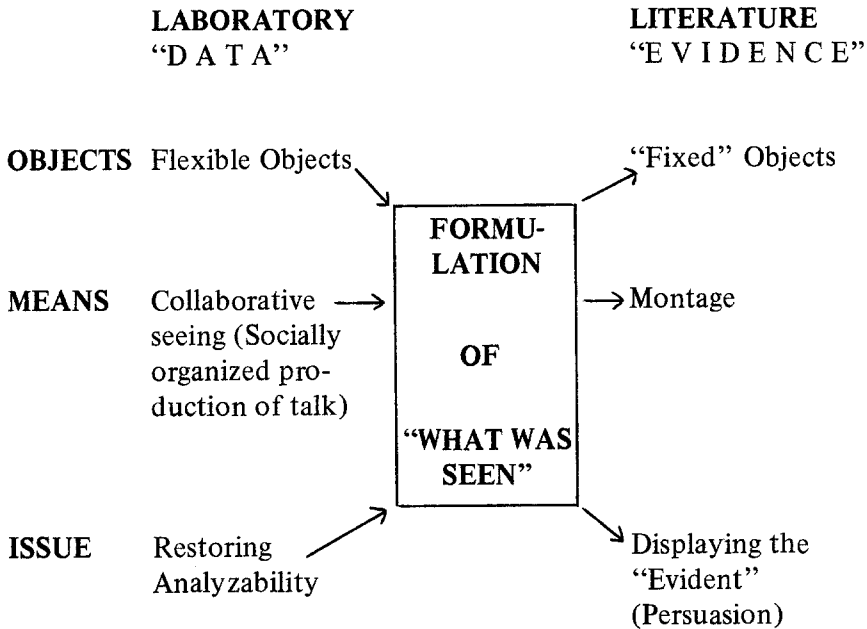 LABORATORY
“D A T A”
LITERATURE
“E V I D E N C E”
OBJECTS Flexible Objects
“Fixed” Objects
FORMU-
LATION
OF
“WHAT WAS
SEEN”
MEANS Collaborative
seeing (Socially
organized pro-
duction of talk)
Montage
ISSUE Restoring
Analyzability
Displaying the
“Evident”
(Persuasion)